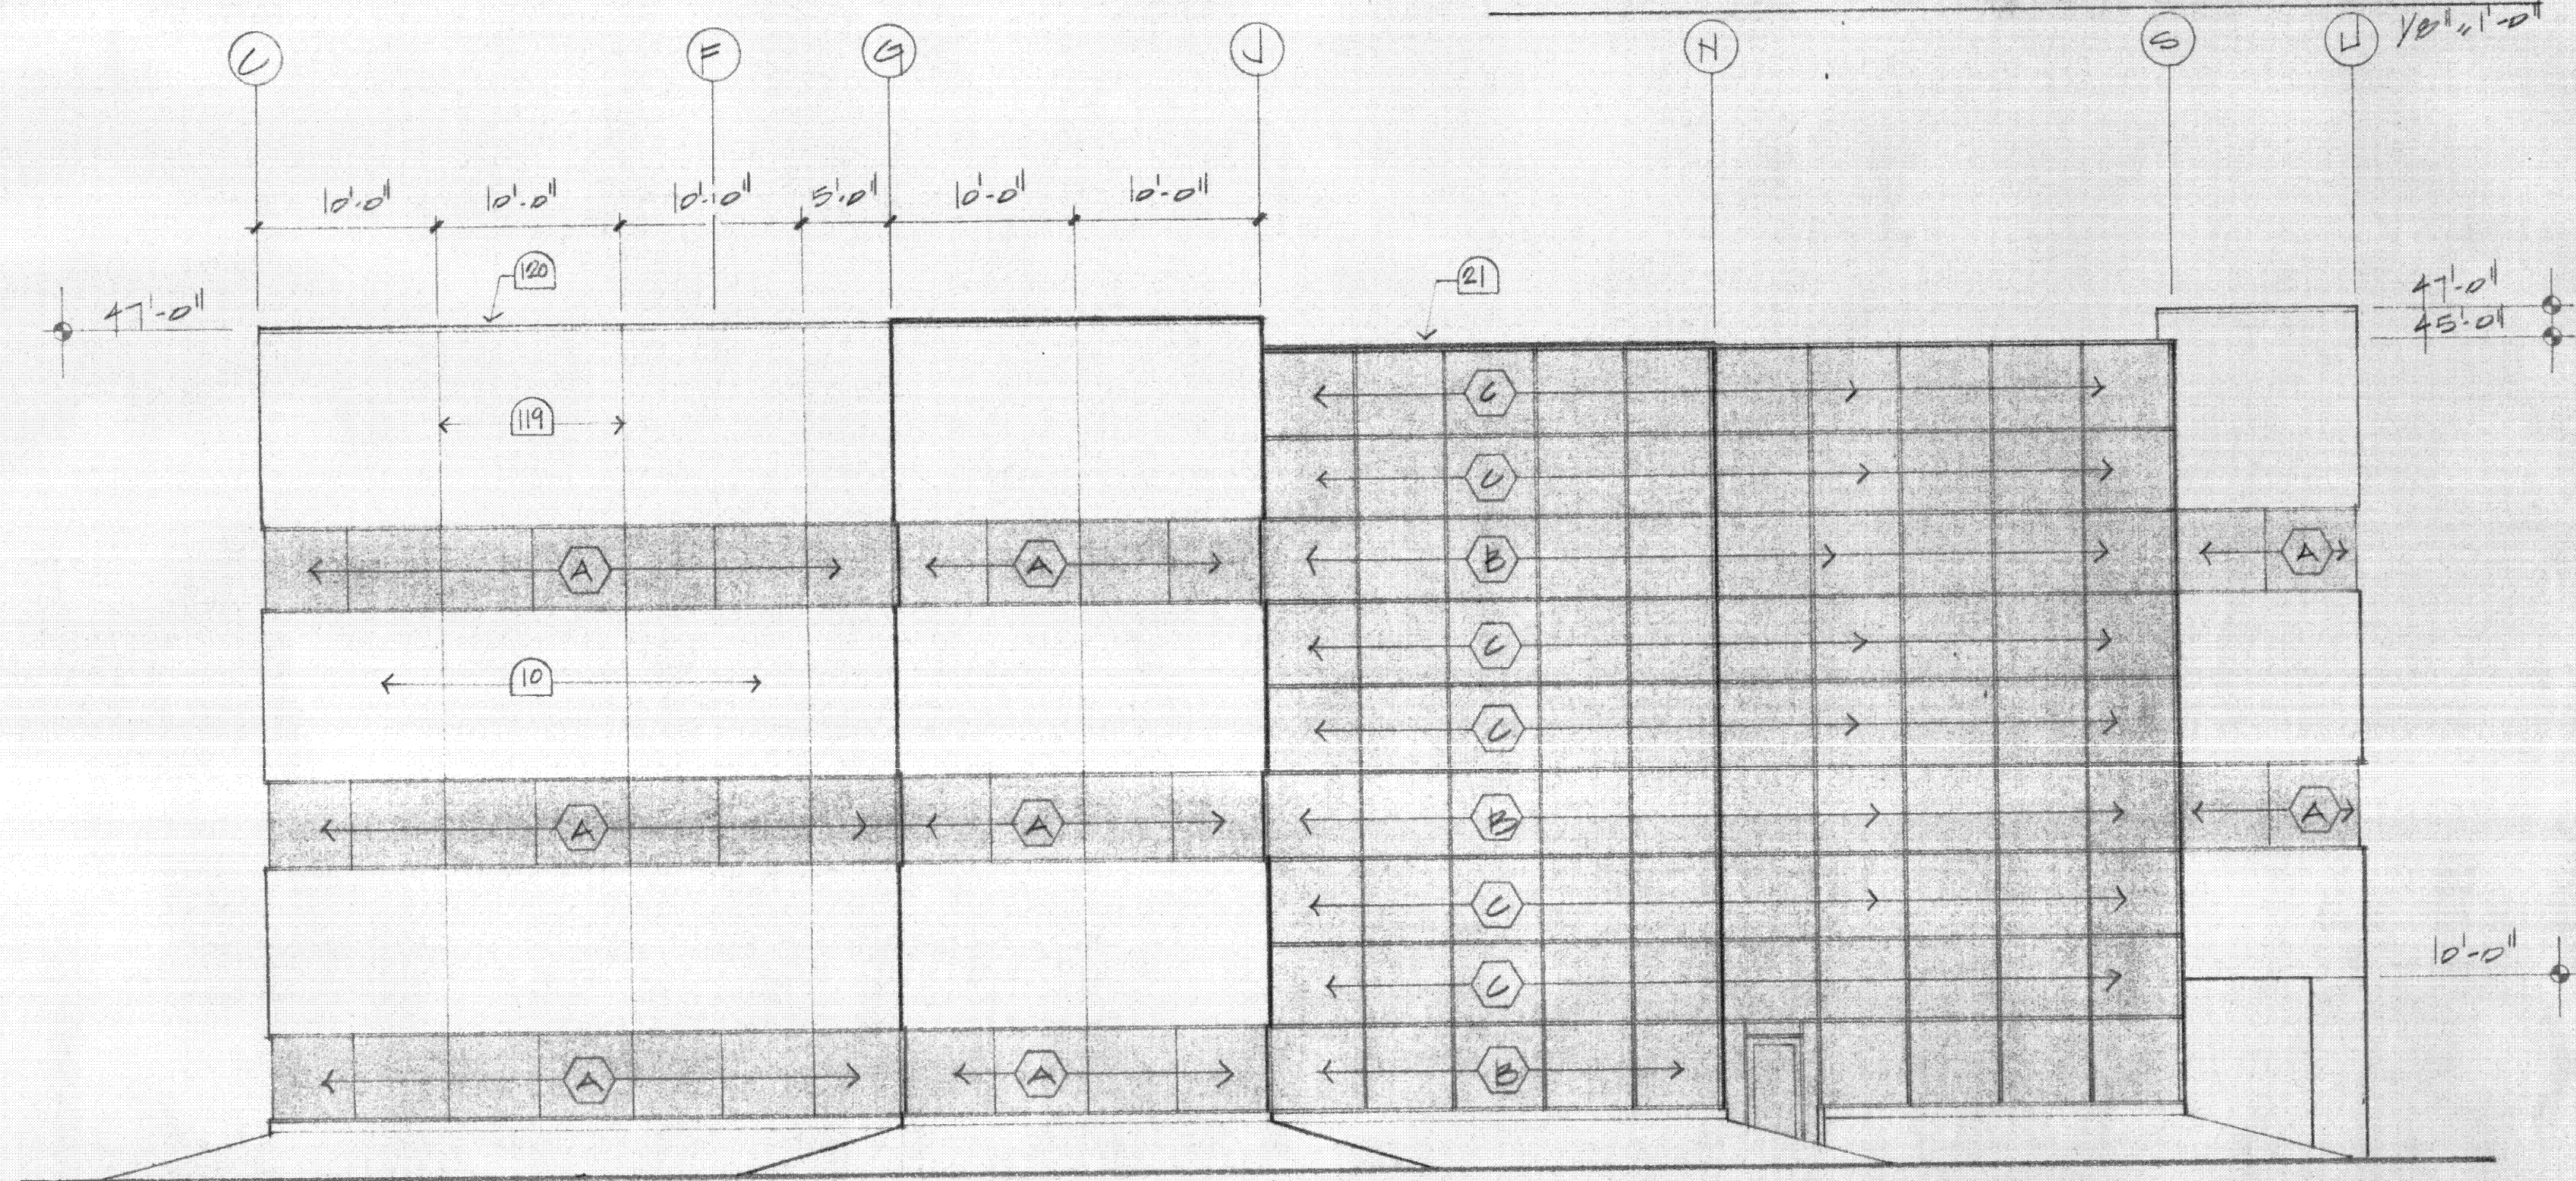 C F G J H S U 1/8" = 1'-0"
10'-0" 10'-0" 10'-0" 5'-0" 10'-0" 10'-0"
120 21
47'-0" 47'-0"
45'-0"
C
119
C
A A B A
C
10
C
A A B A
C
10'-0"
C
A A B